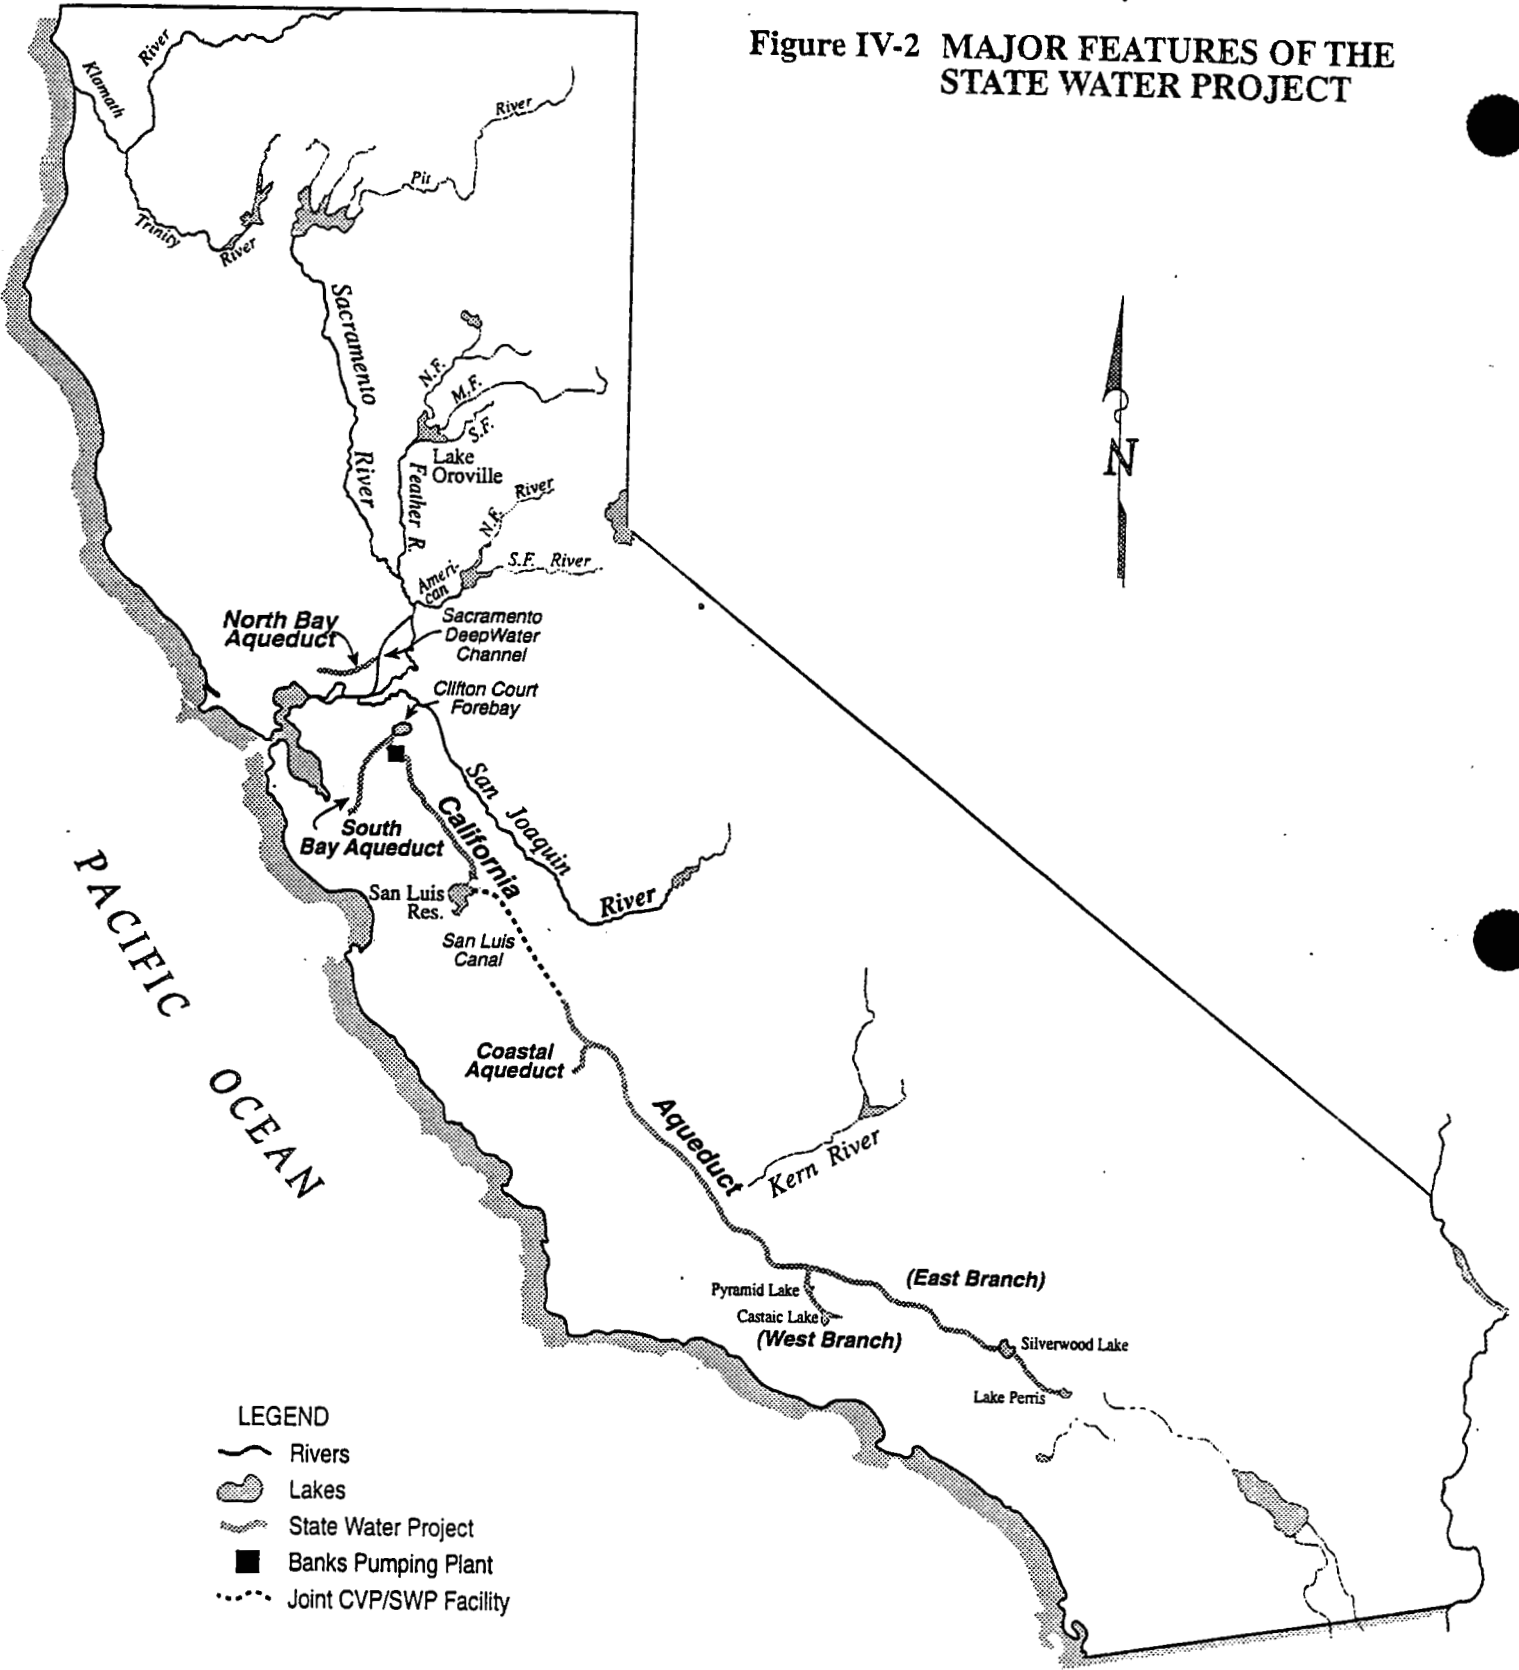 Figure IV-2 MAJOR FEATURES OF THE
STATE WATER PROJECT
Klamath
River
River
Pit
Trinity
River
Sacramento
River
N.F.
M.F.
S.F.
Lake
Oroville
Feather R.
River
N.F.
S.F. River
Ameri-
can
North Bay
Aqueduct
Sacramento
DeepWater
Channel
Clifton Court
Forebay
San Joaquin
River
South
Bay Aqueduct
California
San Luis
Res.
San Luis
Canal
PACIFIC
OCEAN
Coastal
Aqueduct
Aqueduct
Kern River
(East Branch)
Pyramid Lake
Castaic Lake
(West Branch)
Silverwood Lake
Lake Perris
N
LEGEND
Rivers
Lakes
State Water Project
Banks Pumping Plant
Joint CVP/SWP Facility